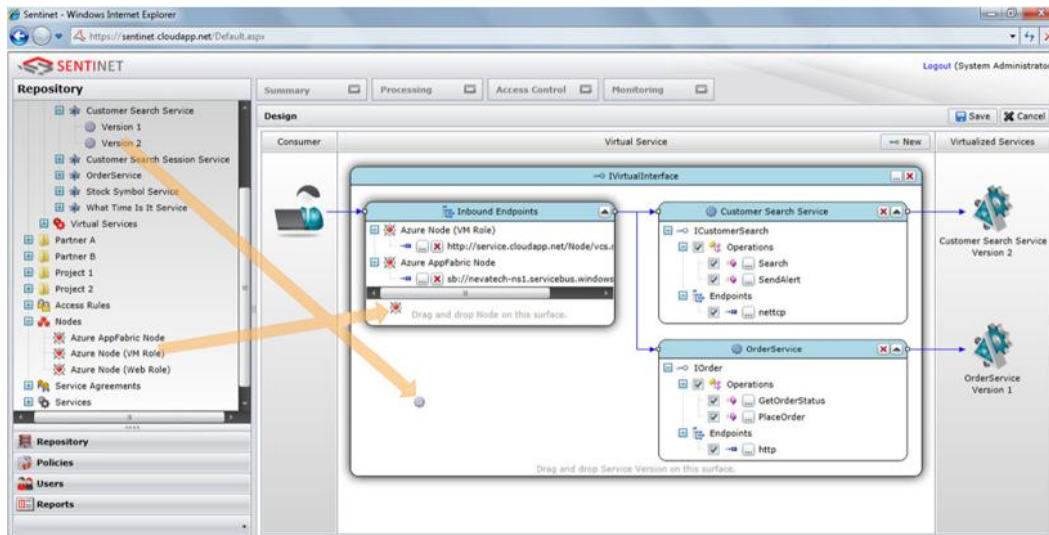 Sentinet - Windows Internet Explorer
https://sentinet.cloudapp.net/Default.aspx
SENTINET
Logout (System Administrator
Repository
Summary
Processing
Access Control
Monitoring
Customer Search Service
Version 1
Version 2
Customer Search Session Service
OrderService
Stock Symbol Service
What Time Is It Service
Virtual Services
Partner A
Partner B
Project 1
Project 2
Access Rules
Nodes
Azure AppFabric Node
Azure Node (VM Role)
Azure Node (Web Role)
Service Agreements
Services
Repository
Policies
Users
Reports
Design
Save
Cancel
Consumer
Virtual Service
New
Virtualized Services
IVirtualInterface
Inbound Endpoints
Azure Node (VM Role)
http://service.cloudapp.net/Node/vcs.
Azure AppFabric Node
sb://nevatech-ns1.servicebus.windows
Drag and drop Node on this surface.
Customer Search Service
ICustomerSearch
Operations
Search
SendAlert
Endpoints
nettcp
OrderService
IOrder
Operations
GetOrderStatus
PlaceOrder
Endpoints
http
Drag and drop Service Version on this surface.
Customer Search Service
Version 2
OrderService
Version 1